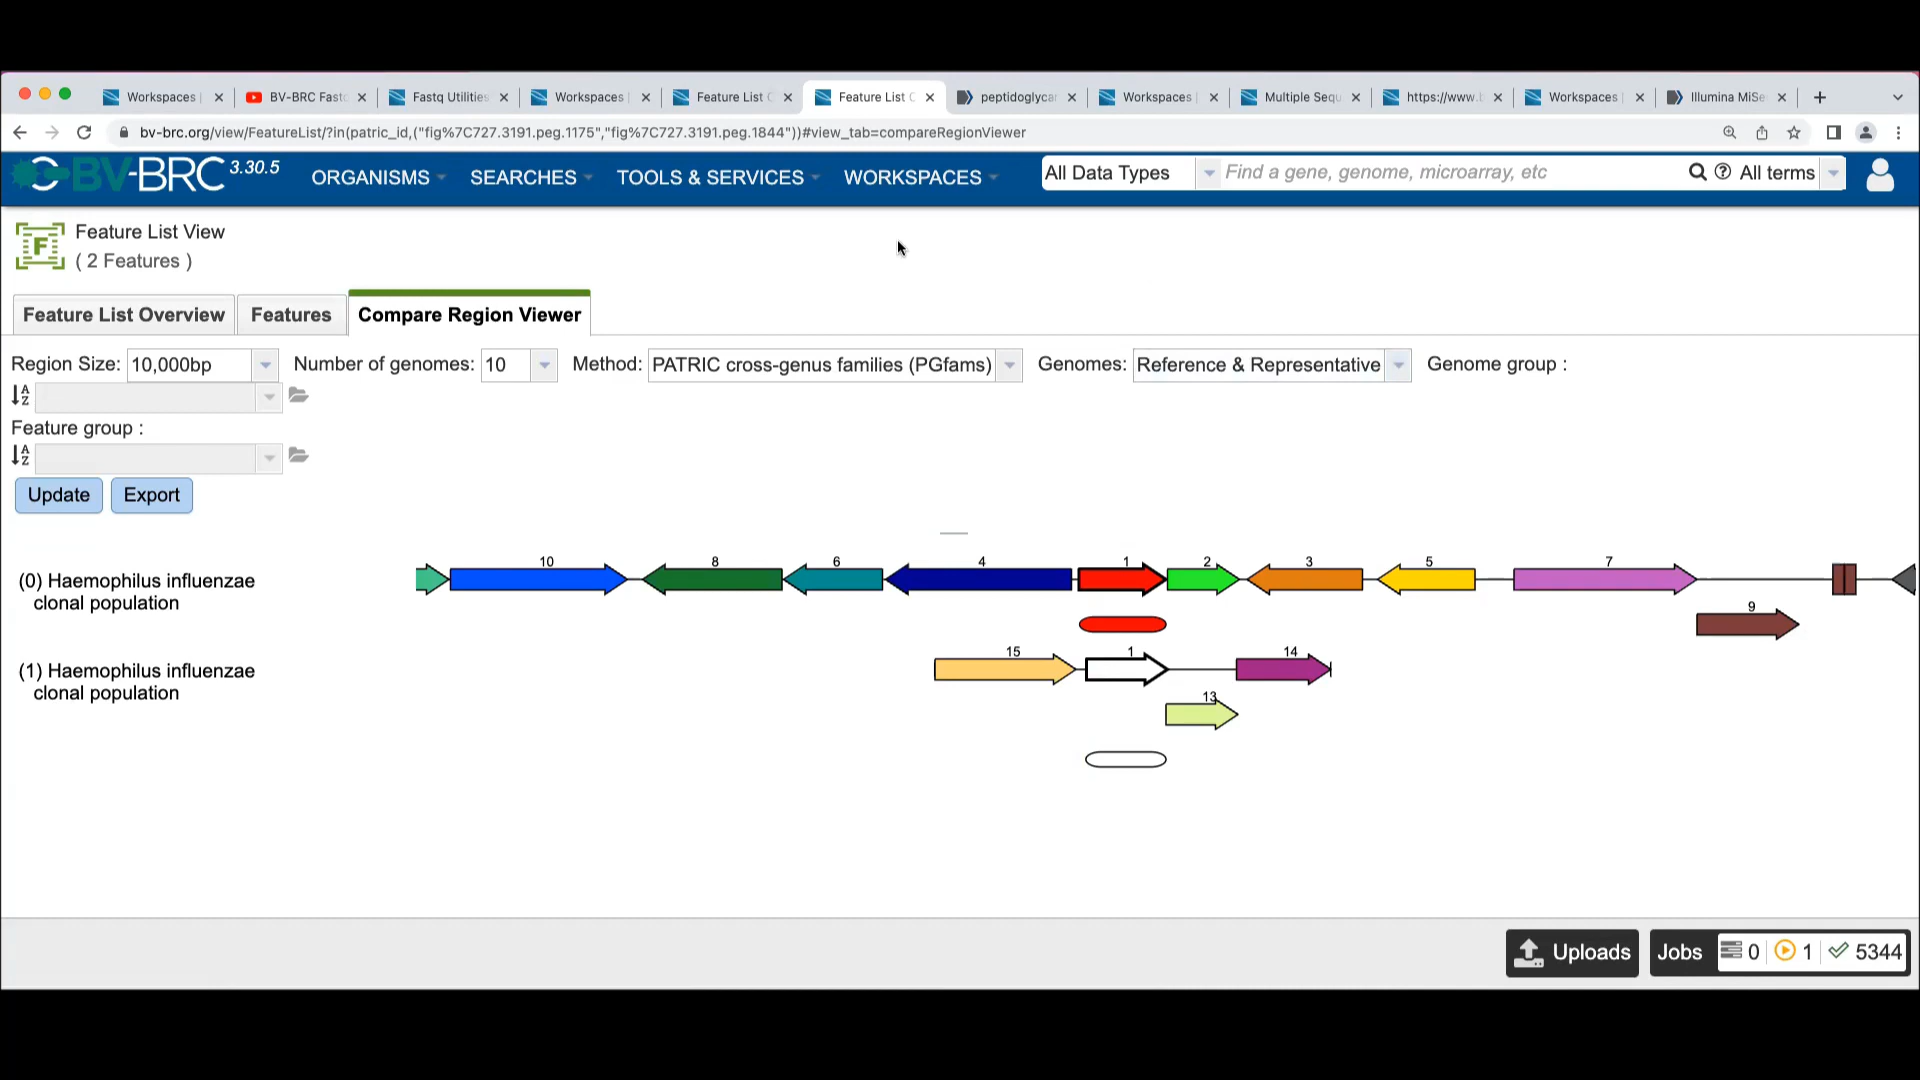 Workspaces
BV-BRC Fast
Fastq Utilities
Workspaces
Feature List
Feature List
peptidoglycan
Workspaces
Multiple Sequ
https://www.
Workspaces
Illumina MiSe
bv-brc.org/view/FeatureList/?in(patric_id,("fig%7C727.3191.peg.1175","fig%7C727.3191.peg.1844"))#view_tab=compareRegionViewer
BV-BRC 3.30.5
ORGANISMS
SEARCHES
TOOLS & SERVICES
WORKSPACES
All Data Types
Find a gene, genome, microarray, etc
All terms
F
Feature List View
( 2 Features )
Feature List Overview
Features
Compare Region Viewer
Region Size: 10,000bp Number of genomes: 10 Method: PATRIC cross-genus families (PGfams) Genomes: Reference & Representative Genome group :
Feature group :
Update
Export
10 8 6 4 1 2 3 5 7
(0) Haemophilus influenzae
clonal population
9
15 1 14
(1) Haemophilus influenzae
clonal population
13
Uploads
Jobs 0 1 5344